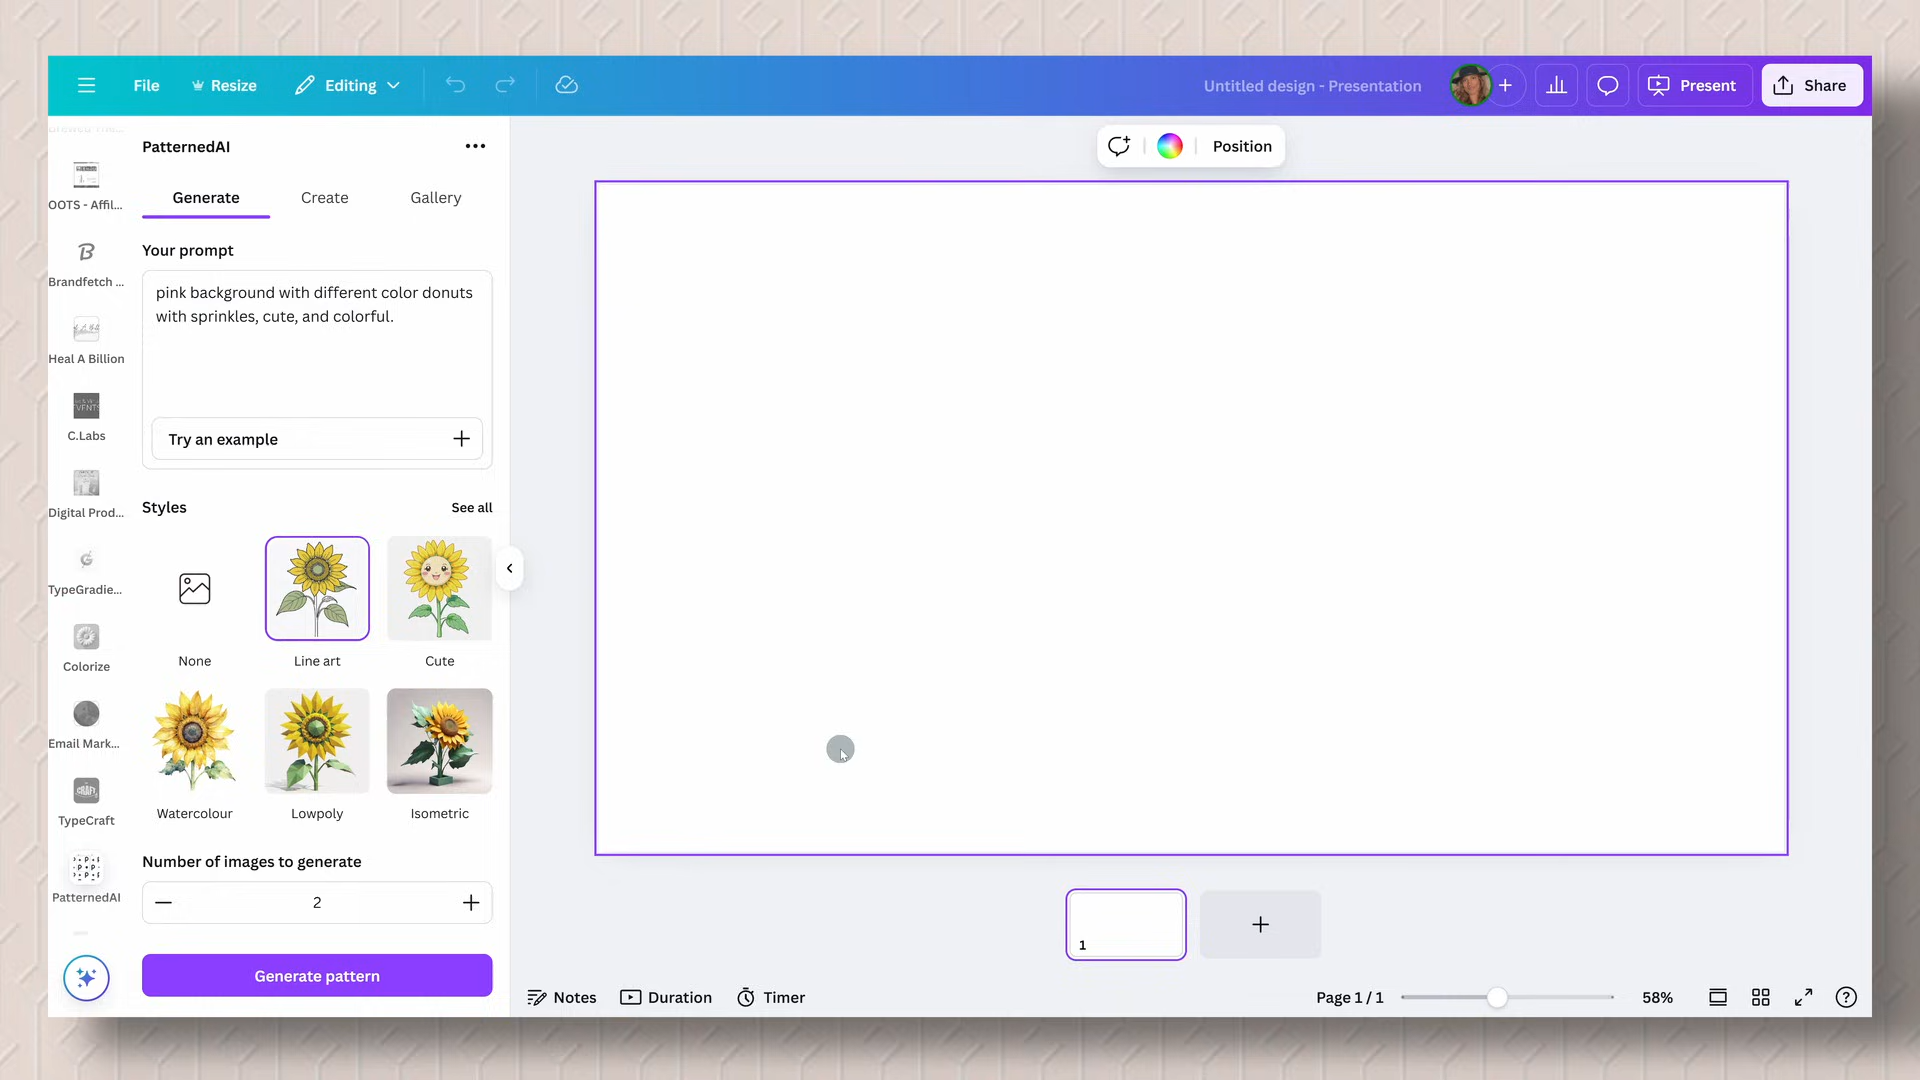 File
Resize
Editing
Untitled design - Presentation
Present
Share
OOTS - Affil...
Brandfetch ...
Heal A Billion
C.Labs
Digital Prod...
TypeGradie...
Colorize
Email Mark...
TypeCraft
PatternedAI
PatternedAI
Generate
Create
Gallery
Your prompt
pink background with different color donuts
with sprinkles, cute, and colorful.
Try an example
Styles
See all
None
Line art
Cute
Watercolour
Lowpoly
Isometric
Number of images to generate
2
Generate pattern
Position
1
Notes
Duration
Timer
Page 1 / 1
58%